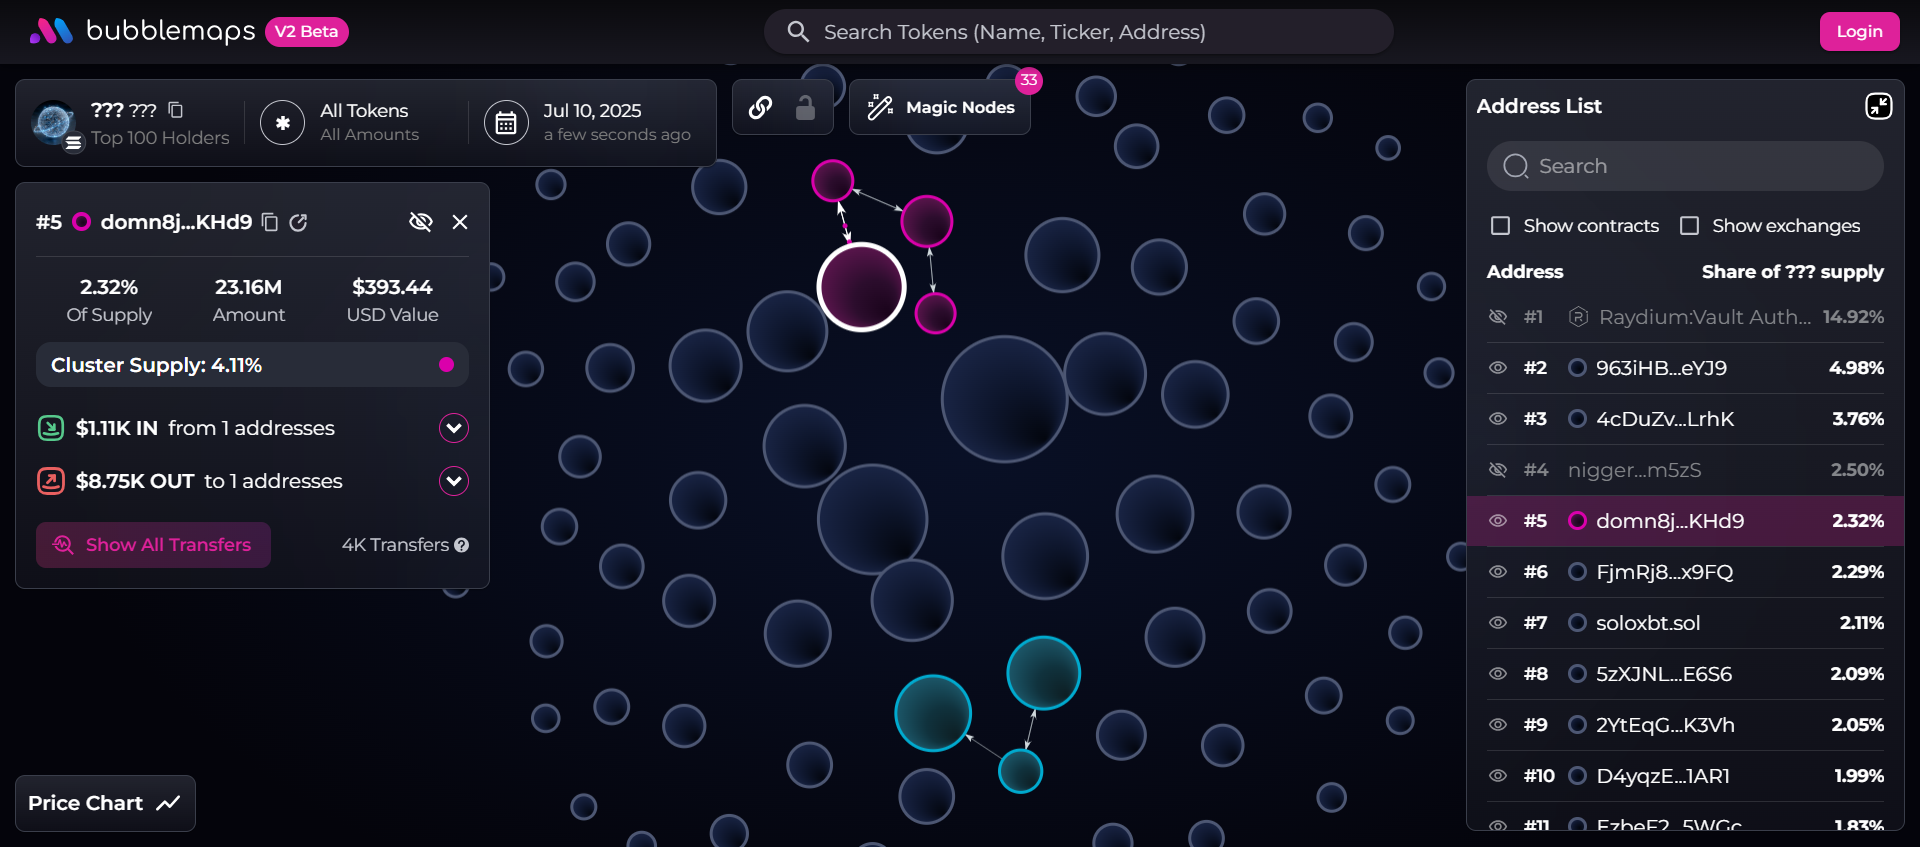 bubblemaps V2 Beta
Search Tokens (Name, Ticker, Address)
Login
??? ???
Top 100 Holders
All Tokens
All Amounts
Jul 10, 2025
a few seconds ago
Magic Nodes
33
#5 domn8j...KHd9
2.32% 23.16M $393.44
Of Supply Amount USD Value
Cluster Supply: 4.11%
$1.11K IN from 1 addresses
$8.75K OUT to 1 addresses
Show All Transfers 4K Transfers
Price Chart
Address List
Search
Show contracts Show exchanges
Address Share of ??? supply
#1 Raydium:Vault Auth... 14.92%
#2 963iHB...eYJ9 4.98%
#3 4cDuZv...LrhK 3.76%
#4 nigger...m5zS 2.50%
#5 domn8j...KHd9 2.32%
#6 FjmRj8...x9FQ 2.29%
#7 soloxbt.sol 2.11%
#8 5zXJNL...E6S6 2.09%
#9 2YtEqG...K3Vh 2.05%
#10 D4yqzE...1AR1 1.99%
#11 1.83%